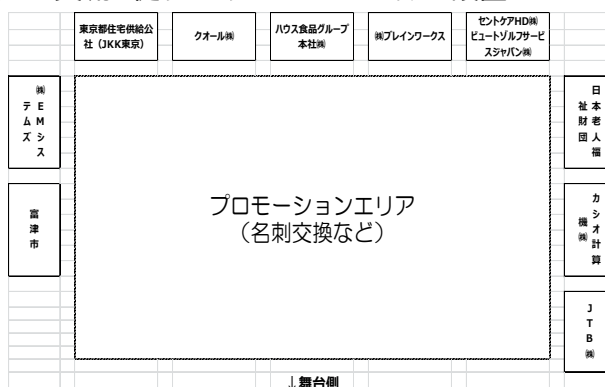 東京都住宅供給公
社（JKK東京）
クオール㈱
ハウス食品グループ
本社㈱
㈱ブレインワークス
セントケアHD㈱
ビュートゾルフサービ
スジャパン㈱
㈱EMシス
テムズ
日本老人福
祉財団
プロモーションエリア
（名刺交換など）
富津市
カシオ計算
機㈱
JTB㈱
↓舞台側